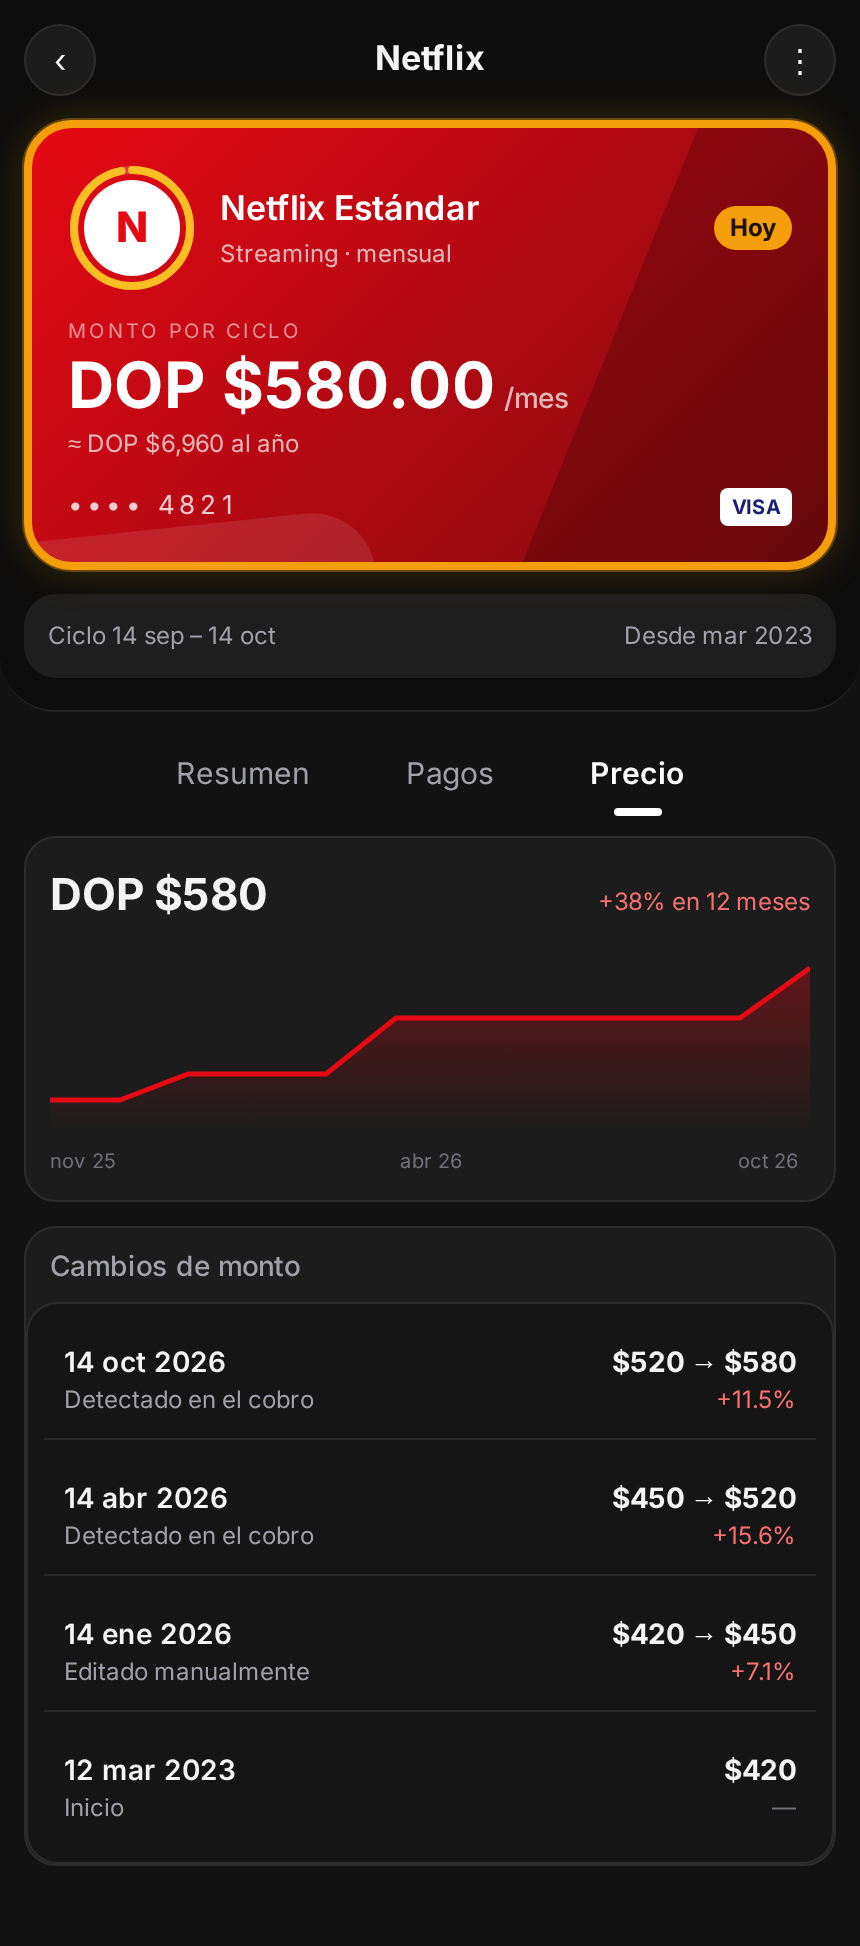 ‹
Netflix
⋮
N
Netflix Estándar
Streaming · mensual
Hoy
MONTO POR CICLO
DOP $580.00 /mes
≈ DOP $6,960 al año
•••• 4821
VISA
Ciclo 14 sep – 14 oct
Desde mar 2023
Resumen
Pagos
Precio
DOP $580
+38% en 12 meses
nov 25
abr 26
oct 26
Cambios de monto
14 oct 2026
$520 → $580
Detectado en el cobro
+11.5%
14 abr 2026
$450 → $520
Detectado en el cobro
+15.6%
14 ene 2026
$420 → $450
Editado manualmente
+7.1%
12 mar 2023
$420
Inicio
—